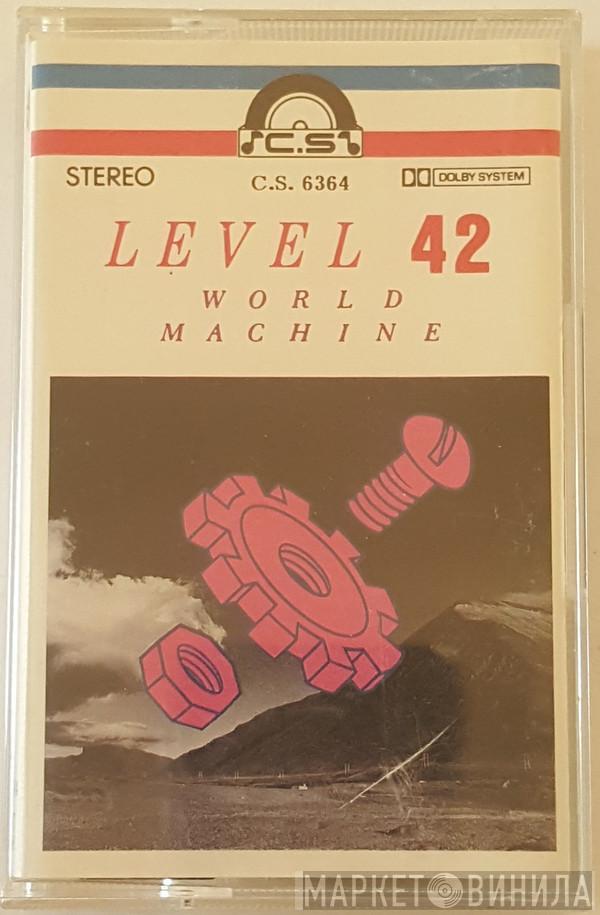 C.S
STEREO
C.S. 6364
DOLBY SYSTEM
LEVEL 42
WORLD
MACHINE
МАРКЕТ ВИНИЛА